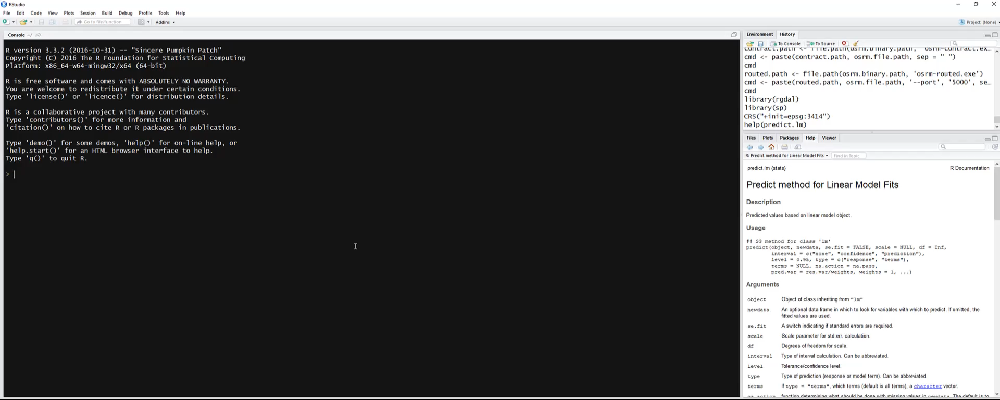 RStudio
File Edit Code View Plots Session Build Debug Profile Tools Help
Go to file/function Addins Project: (None)
Console ~/
R version 3.3.2 (2016-10-31) -- "Sincere Pumpkin Patch"
Copyright (C) 2016 The R Foundation for Statistical Computing
Platform: x86_64-w64-mingw32/x64 (64-bit)
R is free software and comes with ABSOLUTELY NO WARRANTY.
You are welcome to redistribute it under certain conditions.
Type 'license()' or 'licence()' for distribution details.
R is a collaborative project with many contributors.
Type 'contributors()' for more information and
'citation()' on how to cite R or R packages in publications.
Type 'demo()' for some demos, 'help()' for on-line help, or
'help.start()' for an HTML browser interface to help.
Type 'q()' to quit R.
>
Environment History
To Console To Source
contract.path <- file.path(osrm.binary.path, 'osrm-contract.ex...
cmd <- paste(contract.path, osrm.file.path, sep = " ")
cmd
routed.path <- file.path(osrm.binary.path, 'osrm-routed.exe')
cmd <- paste(routed.path, osrm.file.path, '--port', '5000', se...
cmd
library(rgdal)
library(sp)
CRS("+init=epsg:3414")
help(predict.lm)
Files Plots Packages Help Viewer
R: Predict method for Linear Model Fits Find in Topic
predict.lm {stats} R Documentation
Predict method for Linear Model Fits
Description
Predicted values based on linear model object.
Usage
## S3 method for class 'lm'
predict(object, newdata, se.fit = FALSE, scale = NULL, df = Inf,
interval = c("none", "confidence", "prediction"),
level = 0.95, type = c("response", "terms"),
terms = NULL, na.action = na.pass,
pred.var = res.var/weights, weights = 1, ...)
Arguments
object Object of class inheriting from "lm"
newdata An optional data frame in which to look for variables with which to predict. If omitted, the
fitted values are used.
se.fit A switch indicating if standard errors are required.
scale Scale parameter for std.err. calculation.
df Degrees of freedom for scale.
interval Type of interval calculation. Can be abbreviated.
level Tolerance/confidence level.
type Type of prediction (response or model term). Can be abbreviated.
terms If type = "terms", which terms (default is all terms), a character vector.
na.action function determining what should be done with missing values in newdata. The default is to